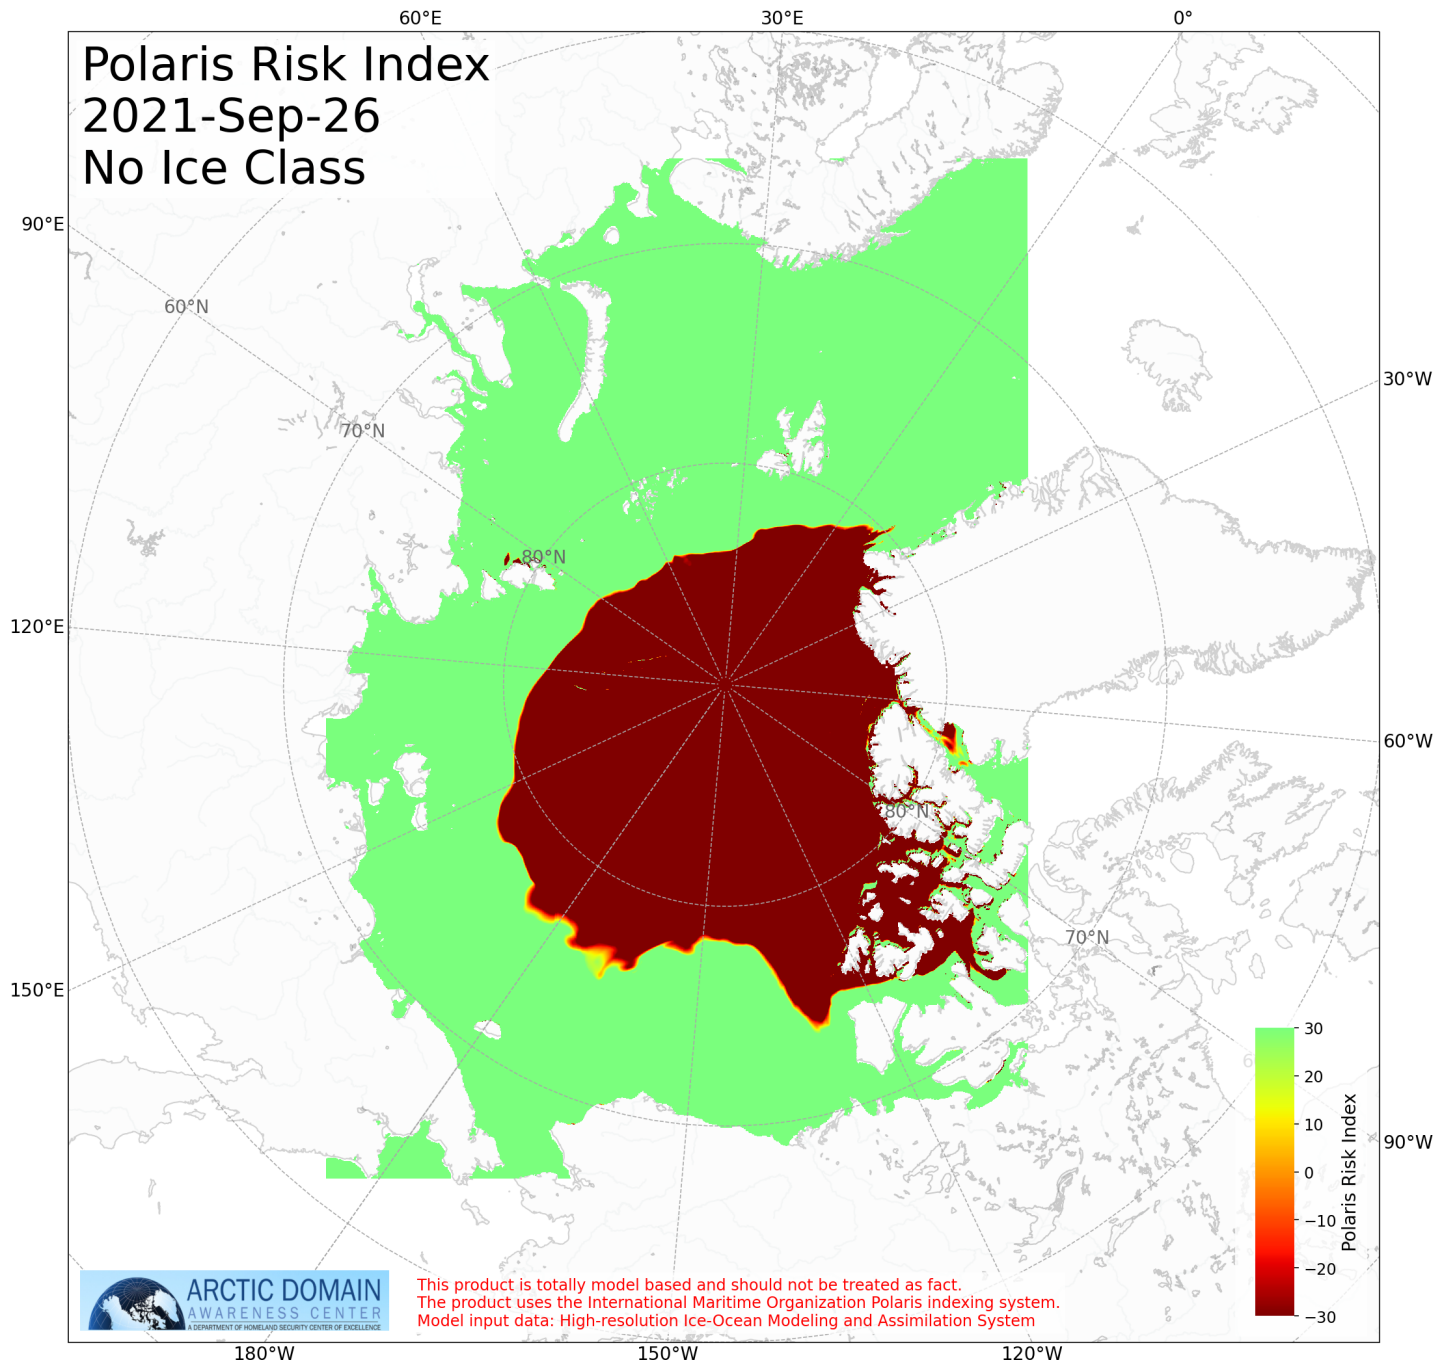 60°E
30°E
0°
Polaris Risk Index
2021-Sep-26
No Ice Class
90°E
60°N
30°W
70°N
80°N
120°E
60°W
80°N
70°N
150°E
30
20
10
0
−10
−20
−30
Polaris Risk Index
90°W
ARCTIC DOMAIN
AWARENESS CENTER
A DEPARTMENT OF HOMELAND SECURITY CENTER OF EXCELLENCE
This product is totally model based and should not be treated as fact.
The product uses the International Maritime Organization Polaris indexing system.
Model input data: High-resolution Ice-Ocean Modeling and Assimilation System
180°W
150°W
120°W